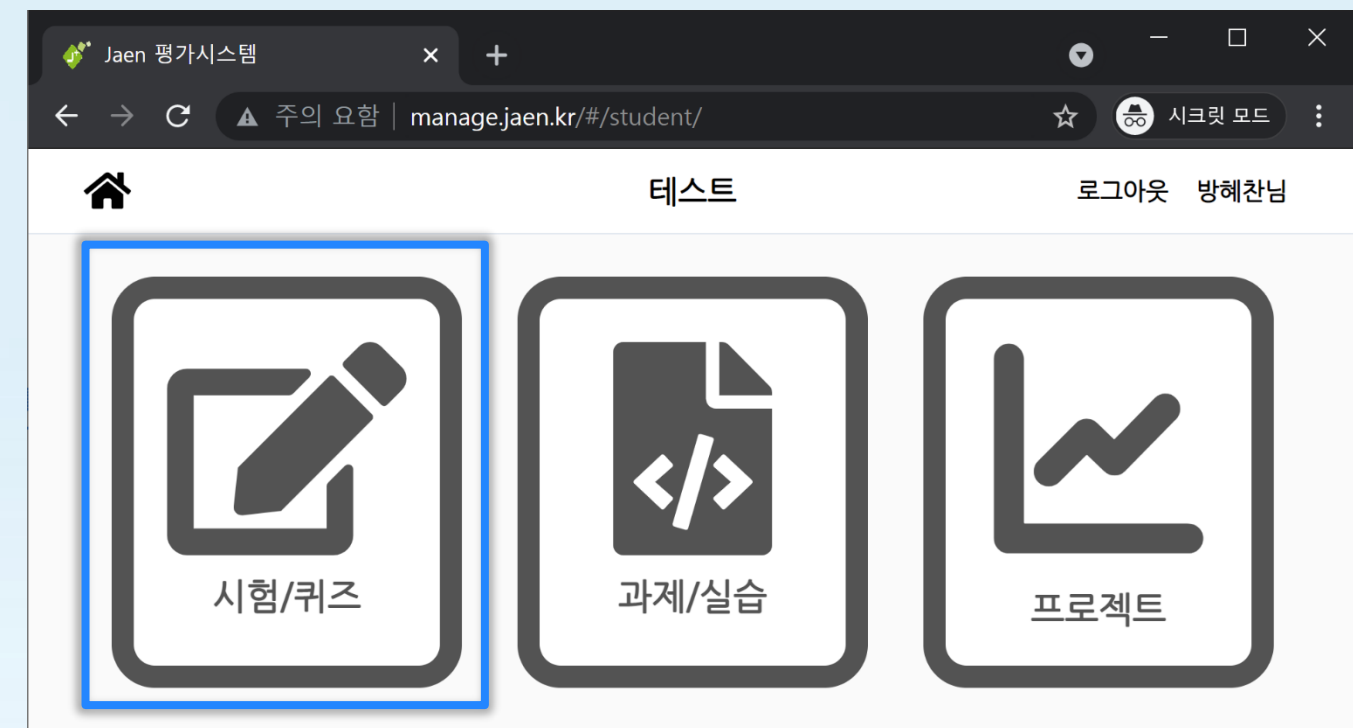 Jaen 평가시스템
주의 요함 manage.jaen.kr/#/student/ 시크릿 모드
테스트 로그아웃 방혜찬님
시험/퀴즈 과제/실습 프로젝트